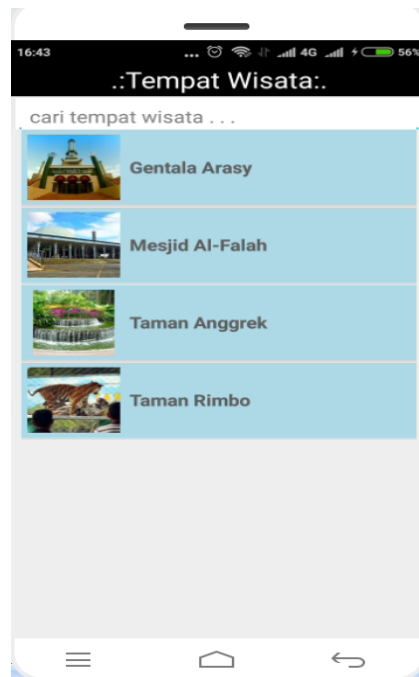 16:43 ... 4G 56%
.:Tempat Wisata:.
cari tempat wisata . . .
Gentala Arasy
Mesjid Al-Falah
Taman Anggrek
Taman Rimbo